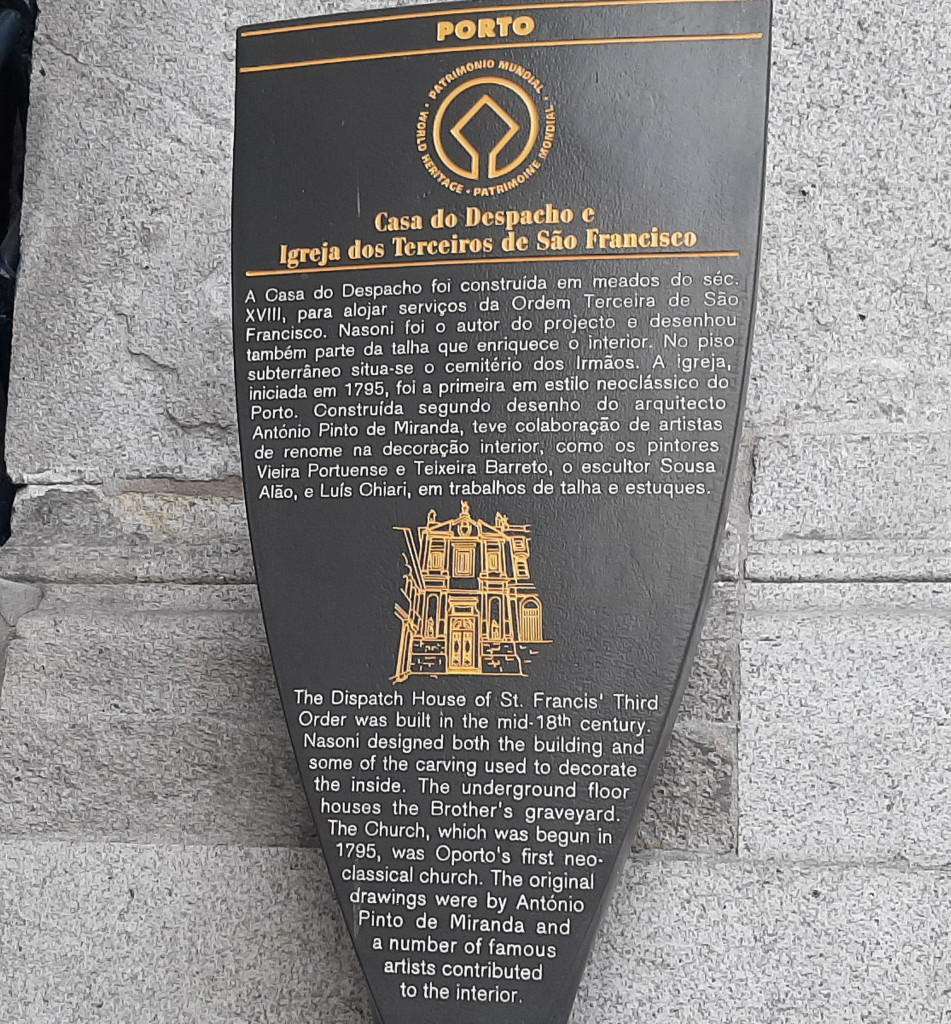 PORTO
PATRIMONIO MUNDIAL · WORLD HERITAGE · PATRIMOINE MONDIAL ·
Casa do Despacho e
Igreja dos Terceiros de São Francisco
A Casa do Despacho foi construída em meados do séc.
XVIII, para alojar serviços da Ordem Terceira de São
Francisco. Nasoni foi o autor do projecto e desenhou
também parte da talha que enriquece o interior. No piso
subterrâneo situa-se o cemitério dos Irmãos. A igreja,
iniciada em 1795, foi a primeira em estilo neoclássico do
Porto. Construída segundo desenho do arquitecto
António Pinto de Miranda, teve colaboração de artistas
de renome na decoração interior, como os pintores
Vieira Portuense e Teixeira Barreto, o escultor Sousa
Alão, e Luís Chiari, em trabalhos de talha e estuques.
The Dispatch House of St. Francis' Third
Order was built in the mid-18th century.
Nasoni designed both the building and
some of the carving used to decorate
the inside. The underground floor
houses the Brother's graveyard.
The Church, which was begun in
1795, was Oporto's first neo-
classical church. The original
drawings were by António
Pinto de Miranda and
a number of famous
artists contributed
to the interior.